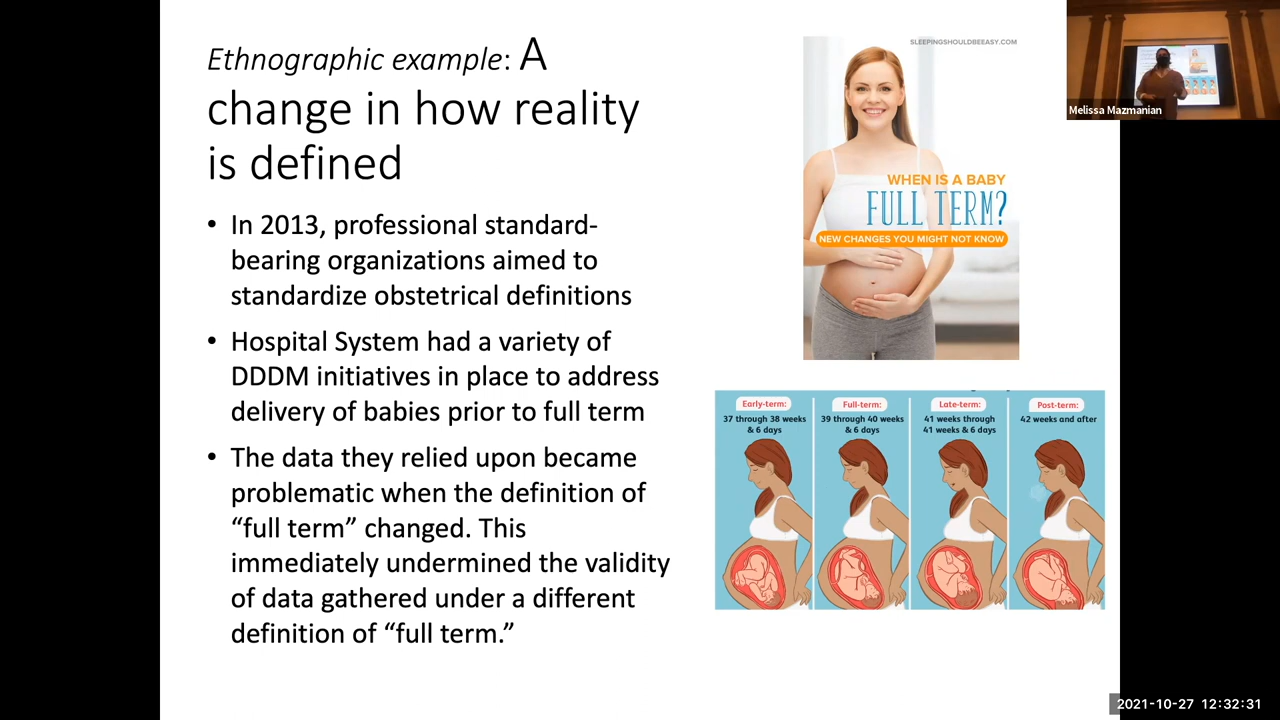 Ethnographic example: A
change in how reality
is defined
• In 2013, professional standard-
bearing organizations aimed to
standardize obstetrical definitions
• Hospital System had a variety of
DDDM initiatives in place to address
delivery of babies prior to full term
• The data they relied upon became
problematic when the definition of
“full term” changed. This
immediately undermined the validity
of data gathered under a different
definition of “full term.”
SLEEPINGSHOULDBEEASY.COM
WHEN IS A BABY
FULL TERM?
NEW CHANGES YOU MIGHT NOT KNOW
Early-term:
37 through 38 weeks
& 6 days
Full-term:
39 through 40 weeks
& 6 days
Late-term:
41 weeks through
41 weeks & 6 days
Post-term:
42 weeks and after
Melissa Mazmanian
2021-10-27 12:32:31